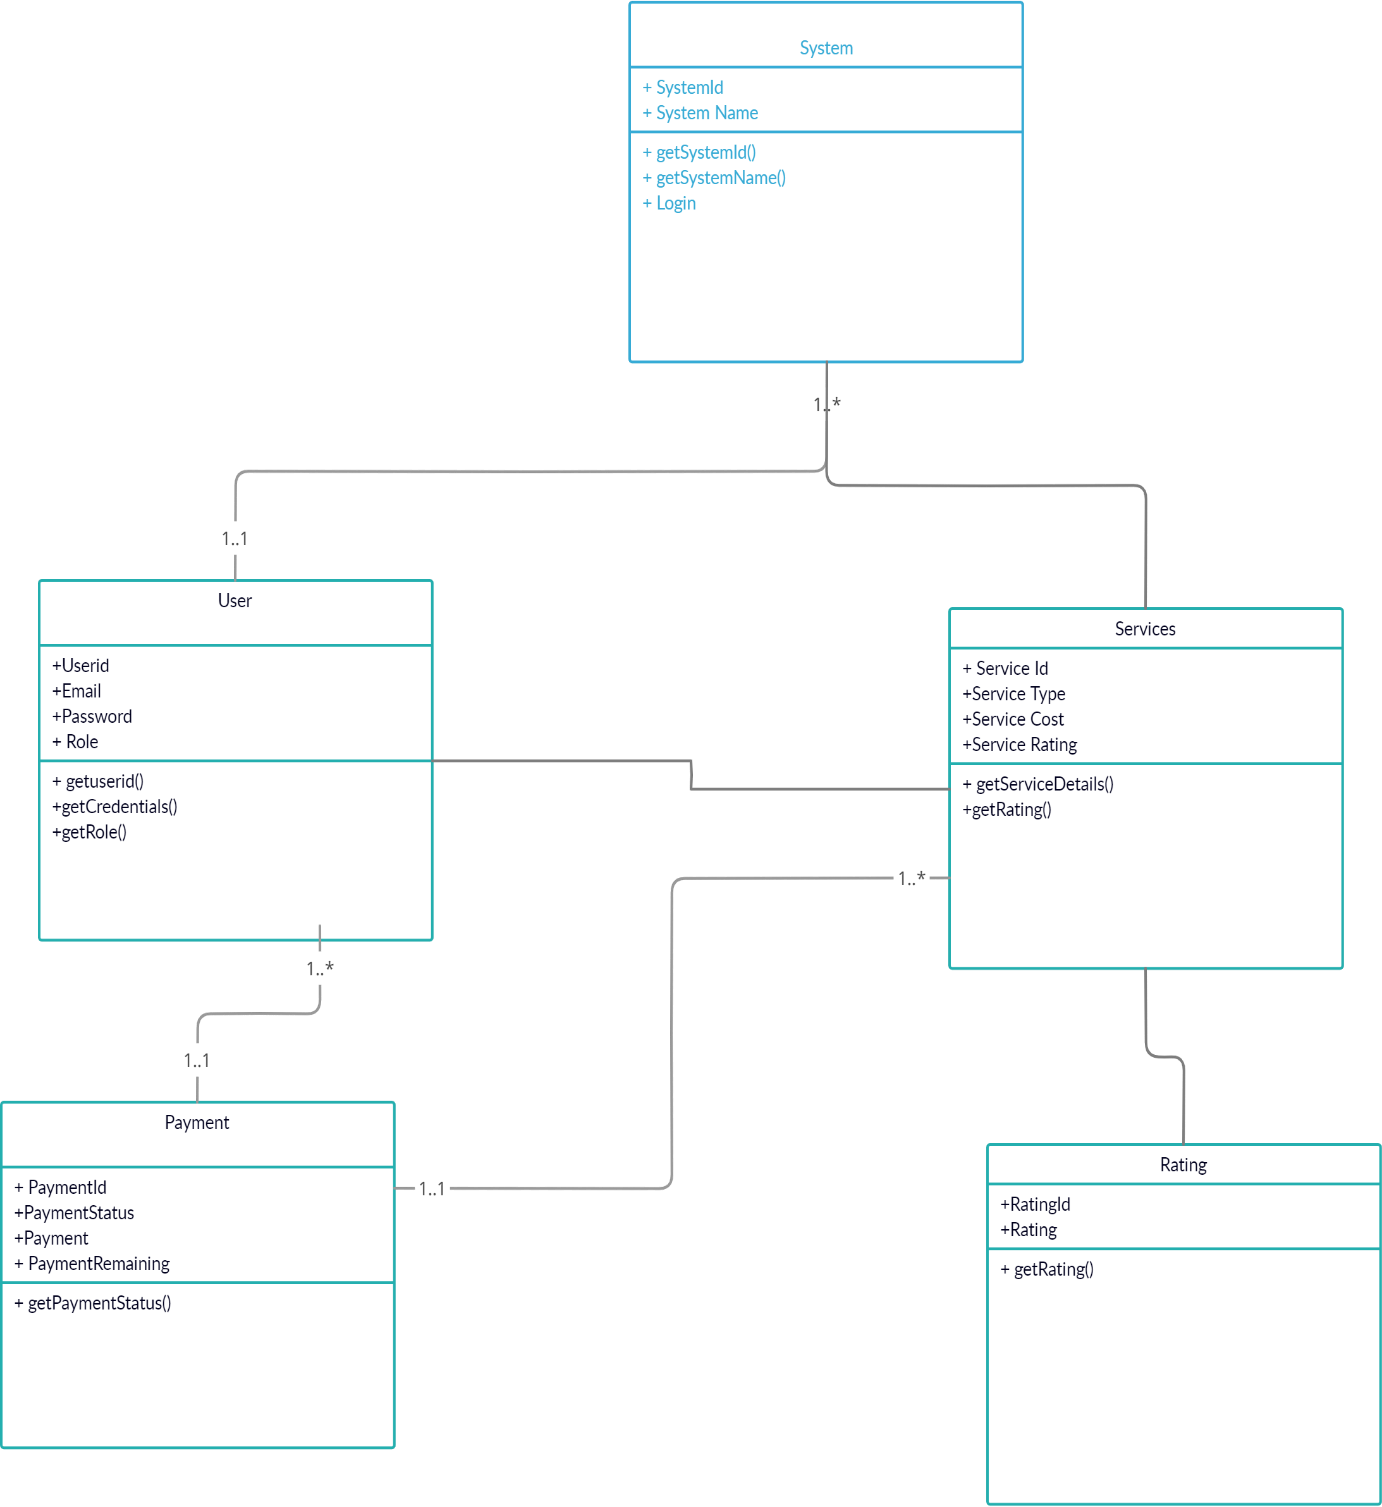 System
+ SystemId
+ System Name
+ getSystemId()
+ getSystemName()
+ Login
1..*
1..1
User
+Userid
+Email
+Password
+ Role
+ getuserid()
+getCredentials()
+getRole()
Services
+ Service Id
+Service Type
+Service Cost
+Service Rating
+ getServiceDetails()
+getRating()
1..*
1..*
1..1
Payment
+ PaymentId
+PaymentStatus
+Payment
+ PaymentRemaining
+ getPaymentStatus()
1..1
Rating
+RatingId
+Rating
+ getRating()